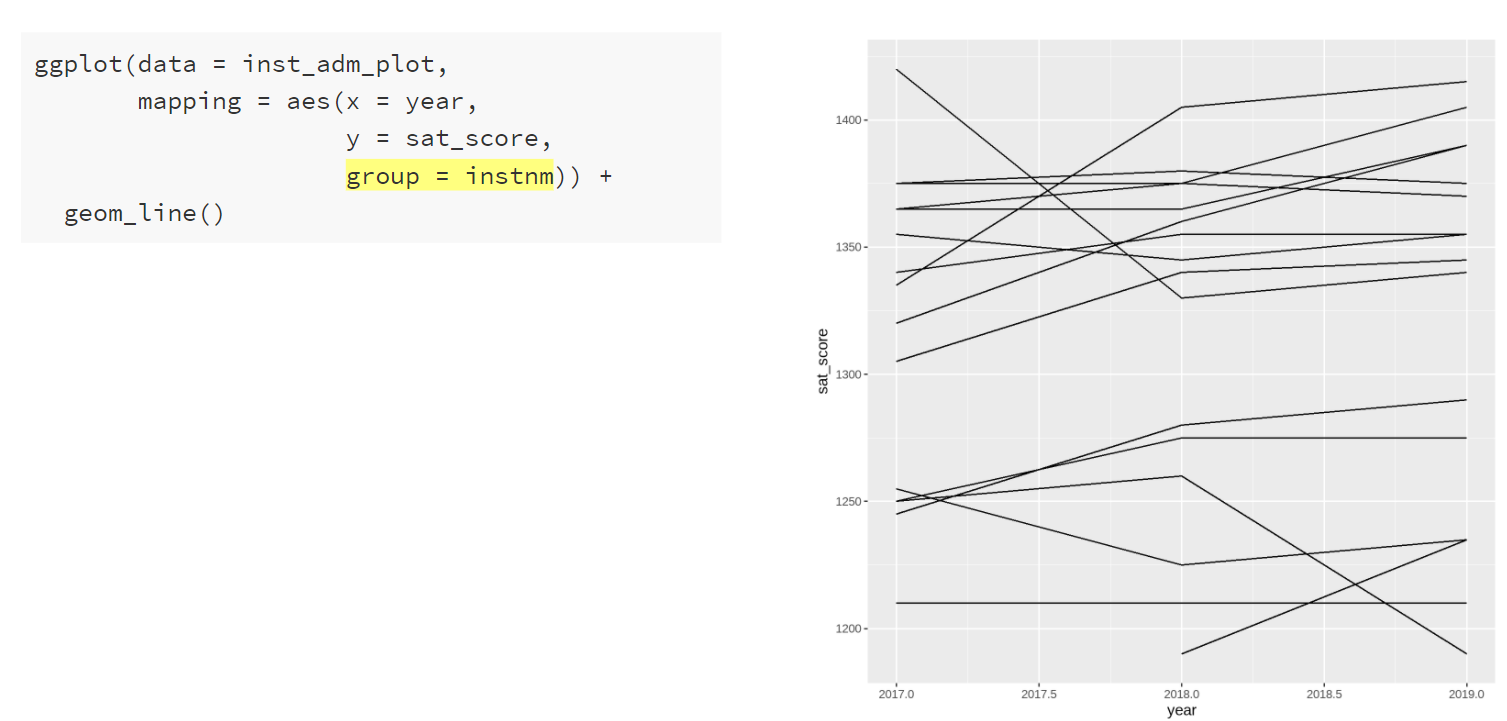 ggplot(data = inst_adm_plot,
mapping = aes(x = year,
y = sat_score,
group = instnm)) +
geom_line()
sat_score
1400
1350
1300
1250
1200
2017.0 2017.5 2018.0 2018.5 2019.0
year